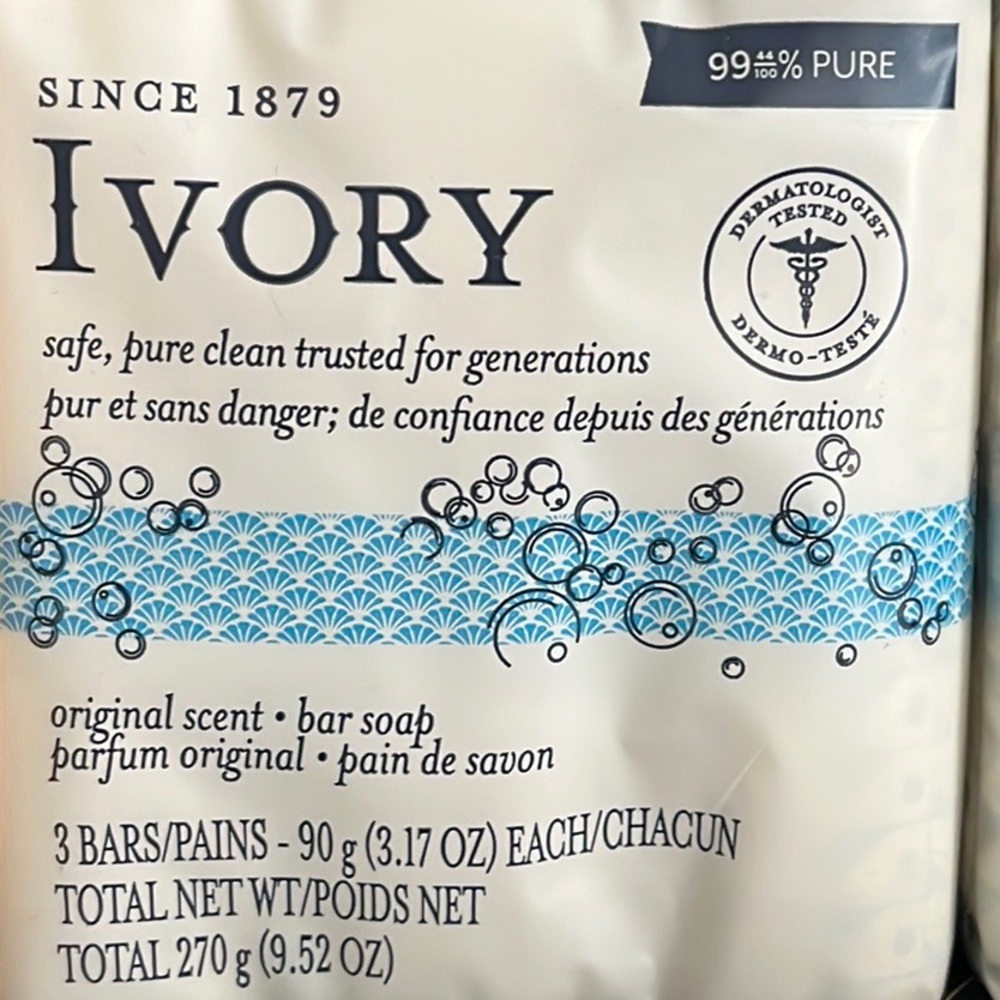 99 44/100% PURE
SINCE 1879
IVORY
DERMATOLOGIST
TESTED
DERMO-TESTÉ
safe, pure clean trusted for generations
pur et sans danger; de confiance depuis des générations
original scent • bar soap
parfum original • pain de savon
3 BARS/PAINS - 90 g (3.17 OZ) EACH/CHACUN
TOTAL NET WT/POIDS NET
TOTAL 270 g (9.52 OZ)